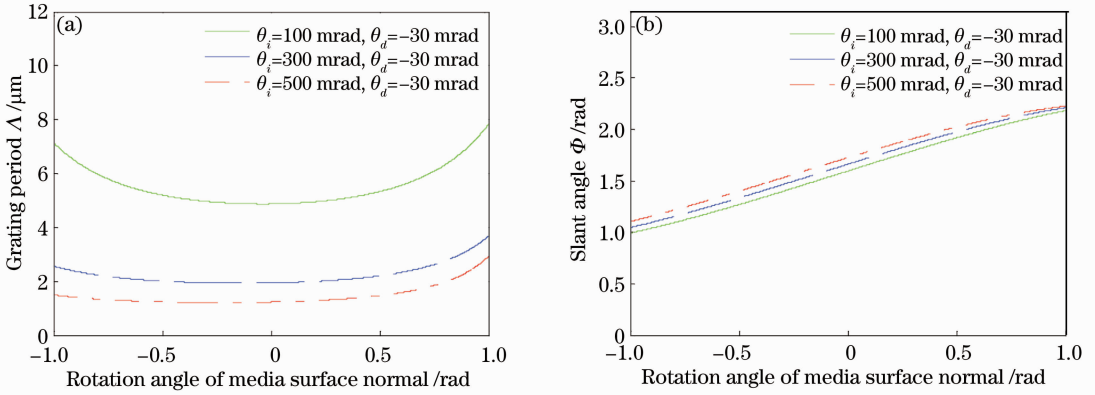 (a)
θi=100 mrad, θd=−30 mrad
θi=300 mrad, θd=−30 mrad
θi=500 mrad, θd=−30 mrad
Grating period Λ /μm
12
10
8
6
4
2
0
−1.0 −0.5 0 0.5 1.0
Rotation angle of media surface normal /rad
(b)
θi=100 mrad, θd=−30 mrad
θi=300 mrad, θd=−30 mrad
θi=500 mrad, θd=−30 mrad
Slant angle Φ /rad
3.0
2.5
2.0
1.5
1.0
0.5
0
−1.0 −0.5 0 0.5 1.0
Rotation angle of media surface normal /rad